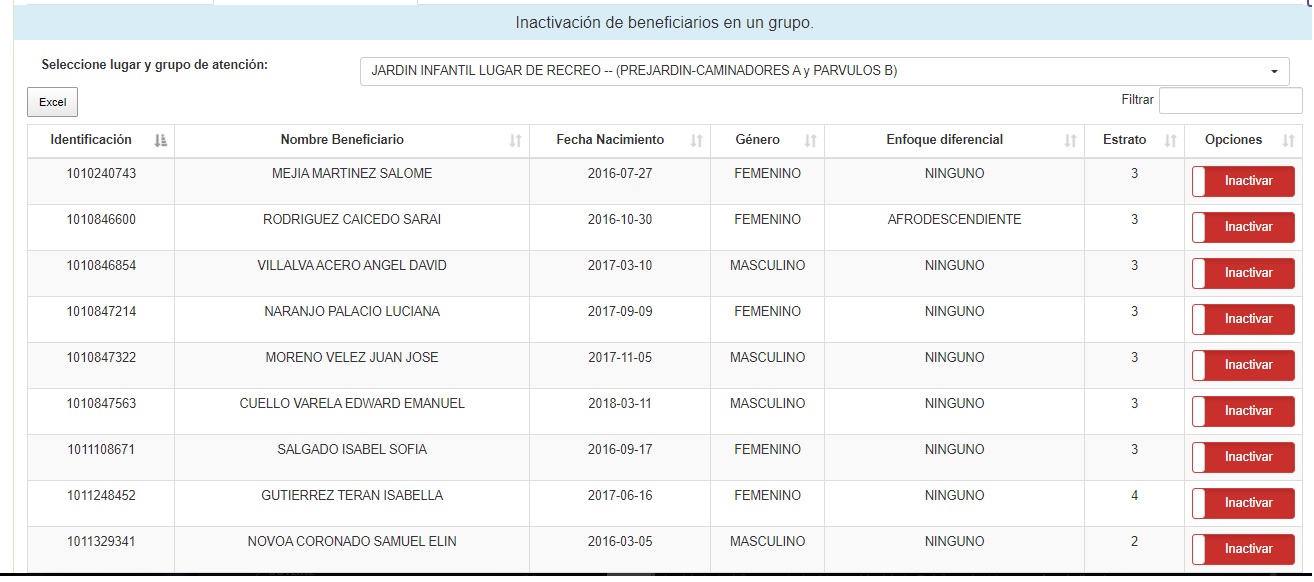 Inactivación de beneficiarios en un grupo.
Seleccione lugar y grupo de atención:
JARDIN INFANTIL LUGAR DE RECREO -- (PREJARDIN-CAMINADORES A y PARVULOS B)
Excel
Filtrar
Identificación Nombre Beneficiario Fecha Nacimiento Género Enfoque diferencial Estrato Opciones
1010240743 MEJIA MARTINEZ SALOME 2016-07-27 FEMENINO NINGUNO 3 Inactivar
1010846600 RODRIGUEZ CAICEDO SARAI 2016-10-30 FEMENINO AFRODESCENDIENTE 3 Inactivar
1010846854 VILLALVA ACERO ANGEL DAVID 2017-03-10 MASCULINO NINGUNO 3 Inactivar
1010847214 NARANJO PALACIO LUCIANA 2017-09-09 FEMENINO NINGUNO 3 Inactivar
1010847322 MORENO VELEZ JUAN JOSE 2017-11-05 MASCULINO NINGUNO 3 Inactivar
1010847563 CUELLO VARELA EDWARD EMANUEL 2018-03-11 MASCULINO NINGUNO 3 Inactivar
1011108671 SALGADO ISABEL SOFIA 2016-09-17 FEMENINO NINGUNO 3 Inactivar
1011248452 GUTIERREZ TERAN ISABELLA 2017-06-16 FEMENINO NINGUNO 4 Inactivar
1011329341 NOVOA CORONADO SAMUEL ELIN 2016-03-05 MASCULINO NINGUNO 2 Inactivar